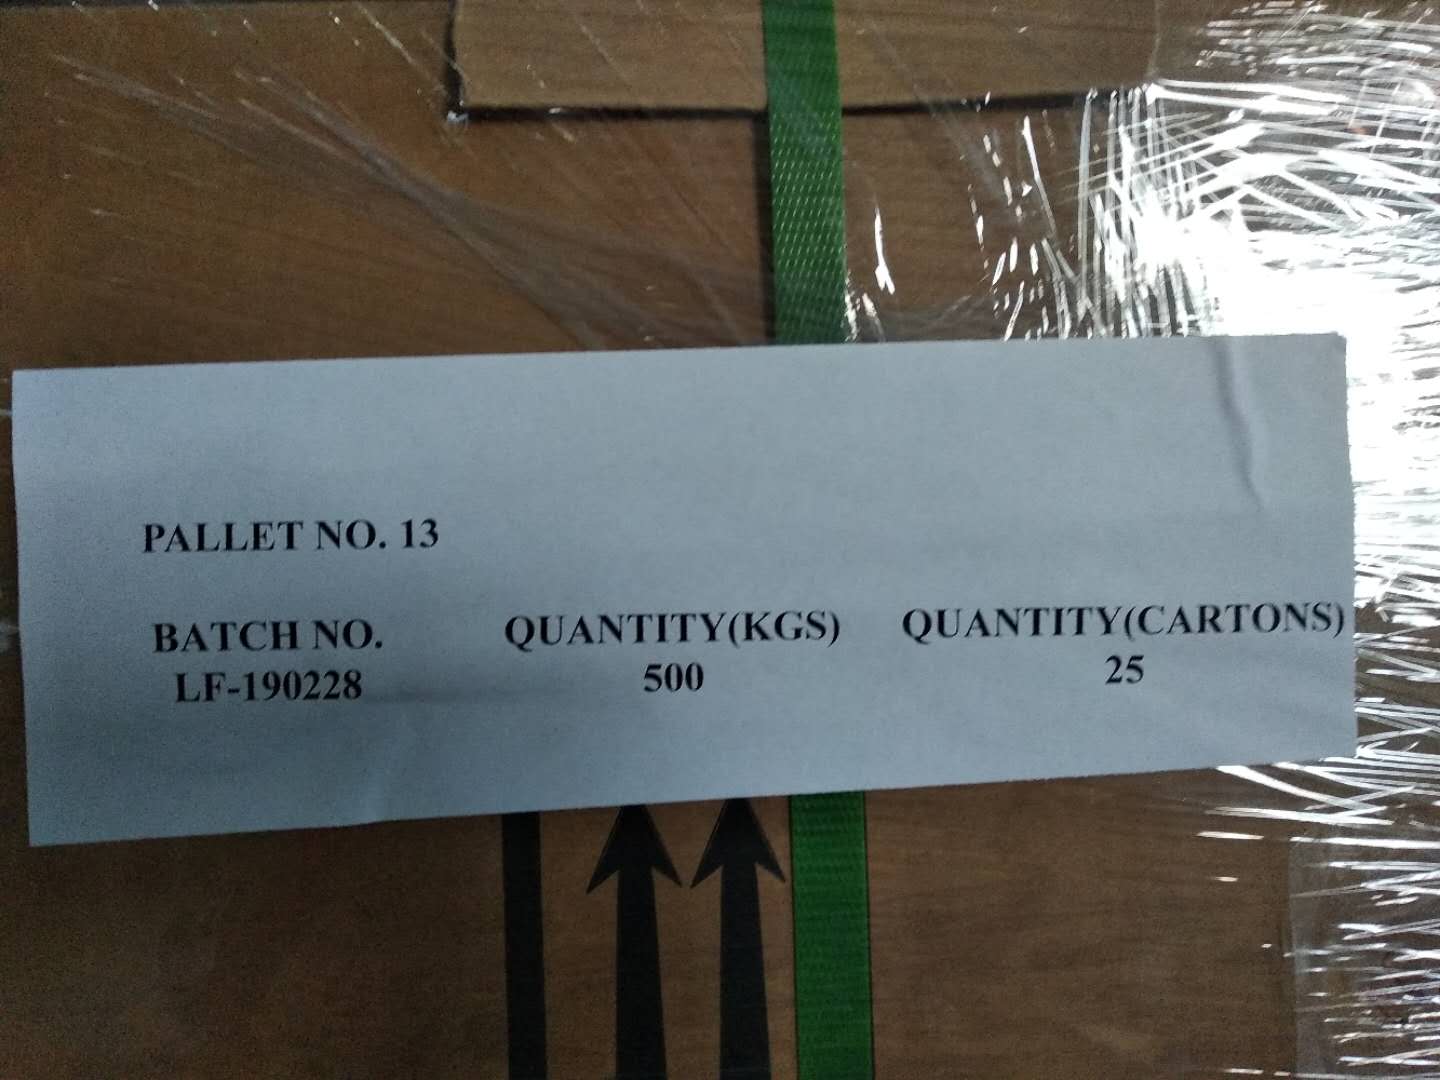 PALLET NO. 13
BATCH NO. QUANTITY(KGS) QUANTITY(CARTONS)
LF-190228 500 25